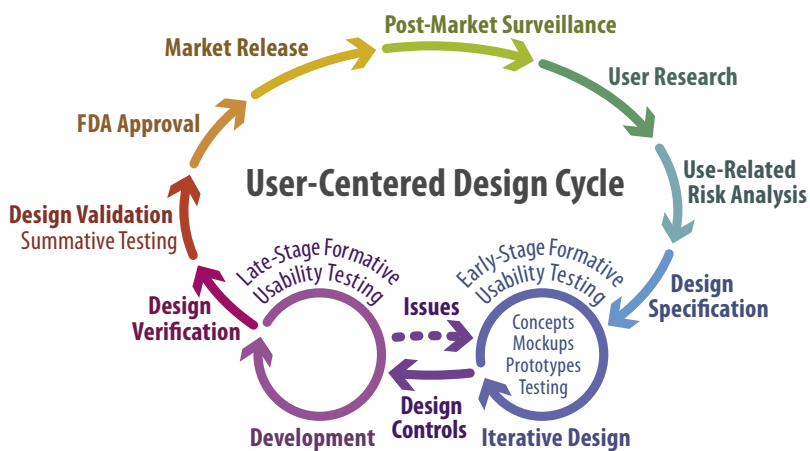 Post-Market Surveillance
Market Release
User Research
FDA Approval
User-Centered Design Cycle
Use-Related
Risk Analysis
Design Validation
Summative Testing
Late-Stage Formative
Usability Testing
Early-Stage Formative
Usability Testing
Design
Specification
Design
Verification
Issues
Concepts
Mockups
Prototypes
Testing
Design
Controls
Development
Iterative Design